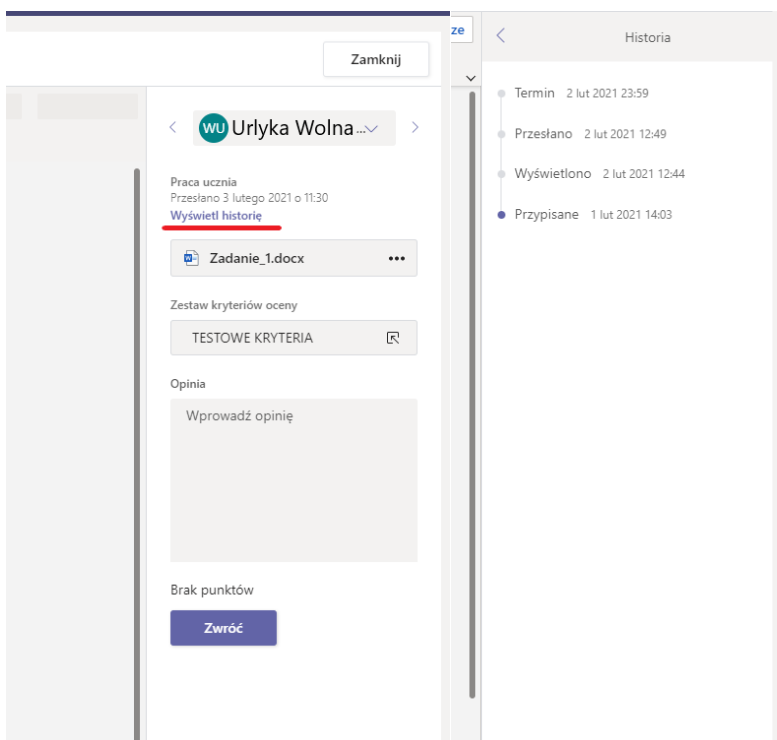 Zamknij
WU Urlyka Wolna...
Praca ucznia
Przesłano 3 lutego 2021 o 11:30
Wyświetl historię
Zadanie_1.docx
Zestaw kryteriów oceny
TESTOWE KRYTERIA
Opinia
Wprowadź opinię
Brak punktów
Zwróć
ze
Historia
Termin 2 lut 2021 23:59
Przesłano 2 lut 2021 12:49
Wyświetlono 2 lut 2021 12:44
Przypisane 1 lut 2021 14:03